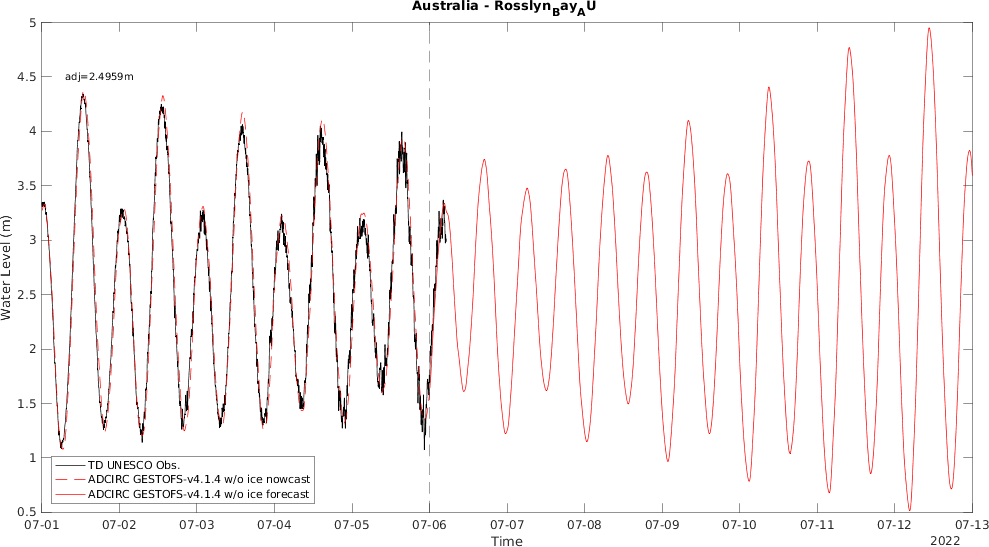 Australia - RosslynBayAU
adj=2.4959m
Water Level (m)
5
4.5
4
3.5
3
2.5
2
1.5
1
0.5
TD UNESCO Obs.
ADCIRC GESTOFS-v4.1.4 w/o ice nowcast
ADCIRC GESTOFS-v4.1.4 w/o ice forecast
07-01 07-02 07-03 07-04 07-05 07-06 07-07 07-08 07-09 07-10 07-11 07-12 07-13
Time
2022